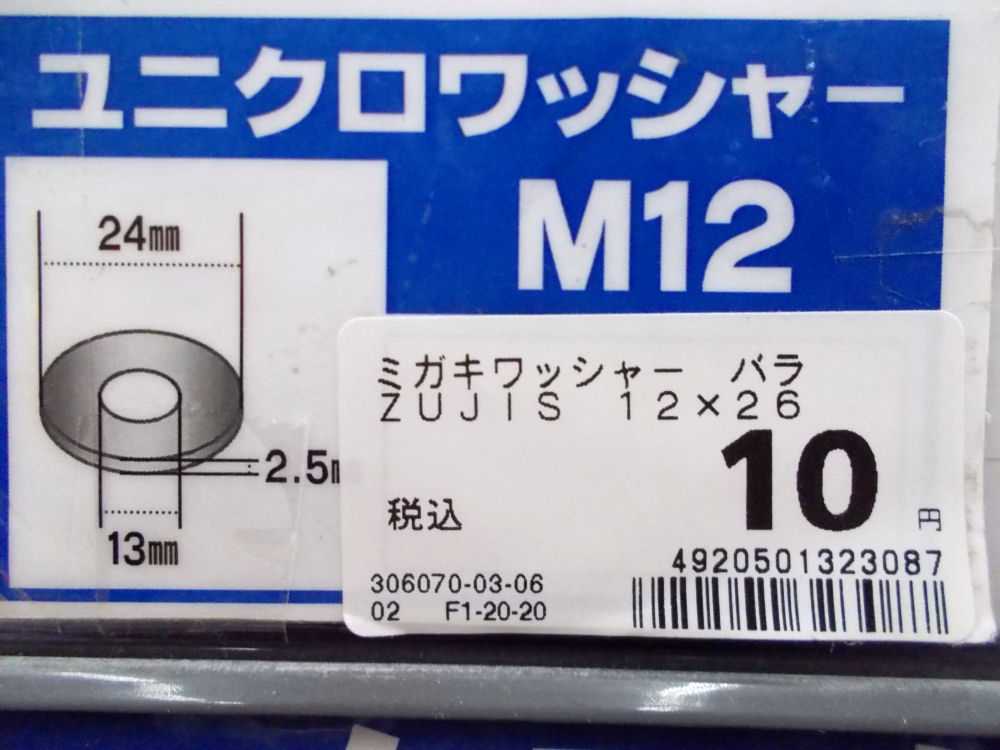 ユニクロワッシャー
M12
24mm
2.5m
13mm
ミガキワッシャー バラ
ZUJIS 12×26
10
税込
円
4920501323087
306070-03-06
02 F1-20-20